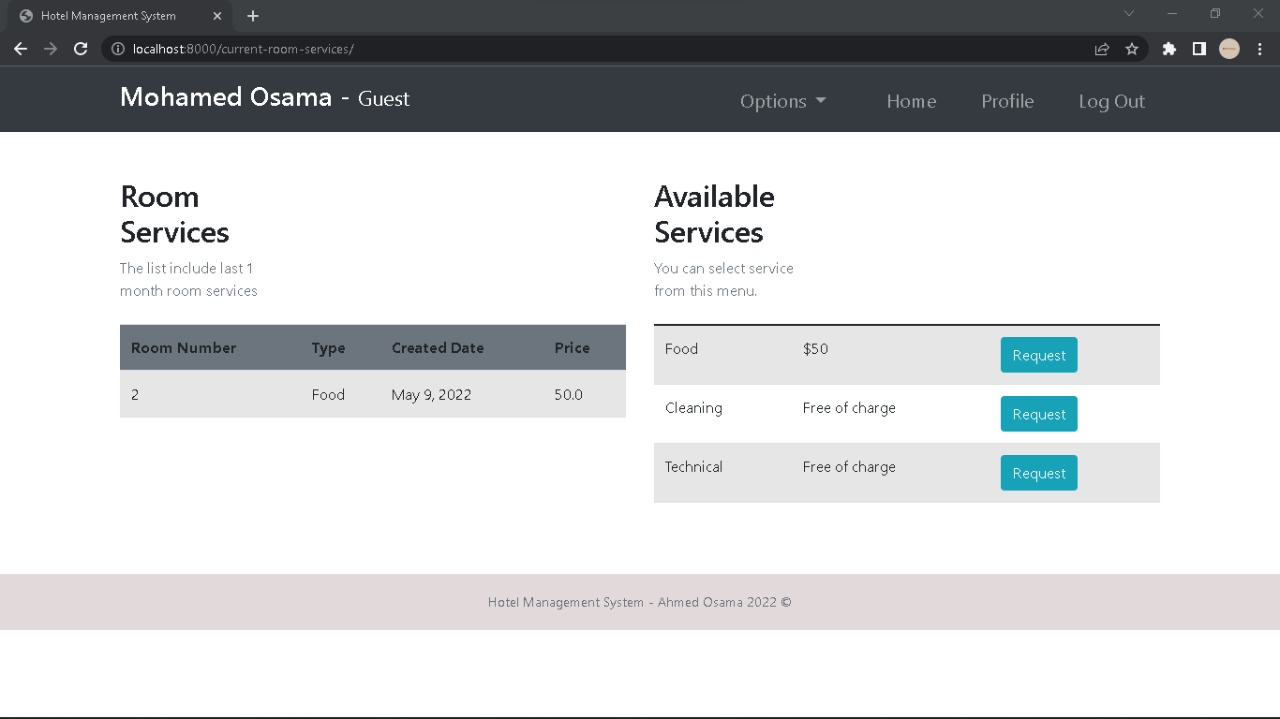 Hotel Management System
localhost:8000/current-room-services/
Mohamed Osama - Guest
Options
Home
Profile
Log Out
Room
Services
The list include last 1
month room services
Room Number Type Created Date Price
2 Food May 9, 2022 50.0
Available
Services
You can select service
from this menu.
Food $50 Request
Cleaning Free of charge Request
Technical Free of charge Request
Hotel Management System - Ahmed Osama 2022 ©